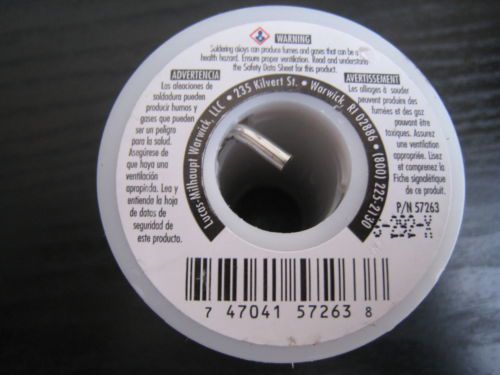 WARNING
Soldering alloys can produce fumes and gases that can be a
health hazard. Ensure proper ventilation. Read and understand
the Safety Data Sheet for this product.
ADVERTENCIA
Las aleaciones de
soldadura pueden
producir humos y
gases que pueden
ser un peligro
para la salud.
Asegúrese de
que haya una
ventilación
apropirda. Lea y
entienda la hoja
de datos de
seguridad de
este producto.
Lucas-Milhaupt Warwick, LLC • 235 Kilvert St. • Warwick, RI 02886 • (800) 225-2130
AVERTISSEMENT
Les alliages à souder
peuvent produire des
fumées et des gaz
pouvant être
toxiques. Assurez
une ventilation
appropriée. Lisez
et comprenez la
Fiche signalétique
de ce produit.
P/N 57263
-292-X
7 47041 57263 8